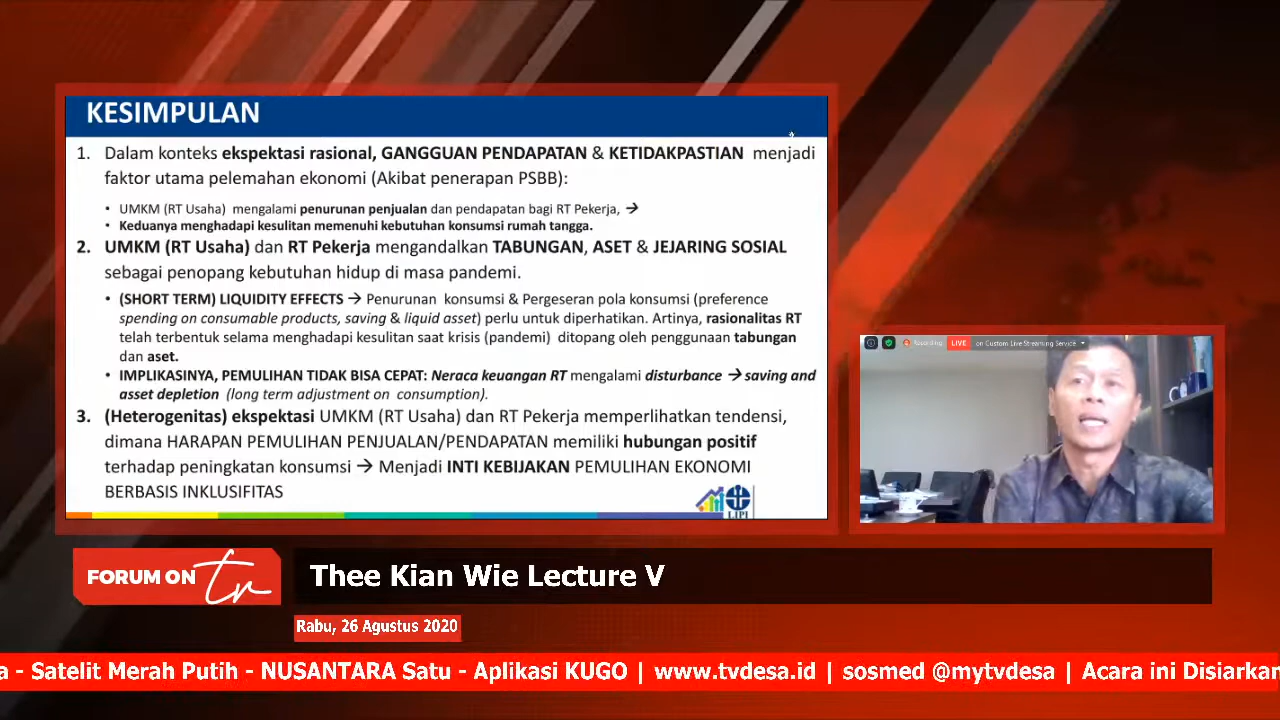 KESIMPULAN
1. Dalam konteks ekspektasi rasional, GANGGUAN PENDAPATAN & KETIDAKPASTIAN menjadi
faktor utama pelemahan ekonomi (Akibat penerapan PSBB):
• UMKM (RT Usaha) mengalami penurunan penjualan dan pendapatan bagi RT Pekerja, →
• Keduanya menghadapi kesulitan memenuhi kebutuhan konsumsi rumah tangga.
2. UMKM (RT Usaha) dan RT Pekerja mengandalkan TABUNGAN, ASET & JEJARING SOSIAL
sebagai penopang kebutuhan hidup di masa pandemi.
• (SHORT TERM) LIQUIDITY EFFECTS → Penurunan konsumsi & Pergeseran pola konsumsi (preference
spending on consumable products, saving & liquid asset) perlu untuk diperhatikan. Artinya, rasionalitas RT
telah terbentuk selama menghadapi kesulitan saat krisis (pandemi) ditopang oleh penggunaan tabungan
dan aset.
• IMPLIKASINYA, PEMULIHAN TIDAK BISA CEPAT: Neraca keuangan RT mengalami disturbance → saving and
asset depletion (long term adjustment on consumption).
3. (Heterogenitas) ekspektasi UMKM (RT Usaha) dan RT Pekerja memperlihatkan tendensi,
dimana HARAPAN PEMULIHAN PENJUALAN/PENDAPATAN memiliki hubungan positif
terhadap peningkatan konsumsi → Menjadi INTI KEBIJAKAN PEMULIHAN EKONOMI
BERBASIS INKLUSIFITAS
LIPI
Recording
LIVE on Custom Live Streaming Service
FORUM ON tr
Thee Kian Wie Lecture V
Rabu, 26 Agustus 2020
a - Satelit Merah Putih - NUSANTARA Satu - Aplikasi KUGO | www.tvdesa.id | sosmed @mytvdesa | Acara ini Disiarkan